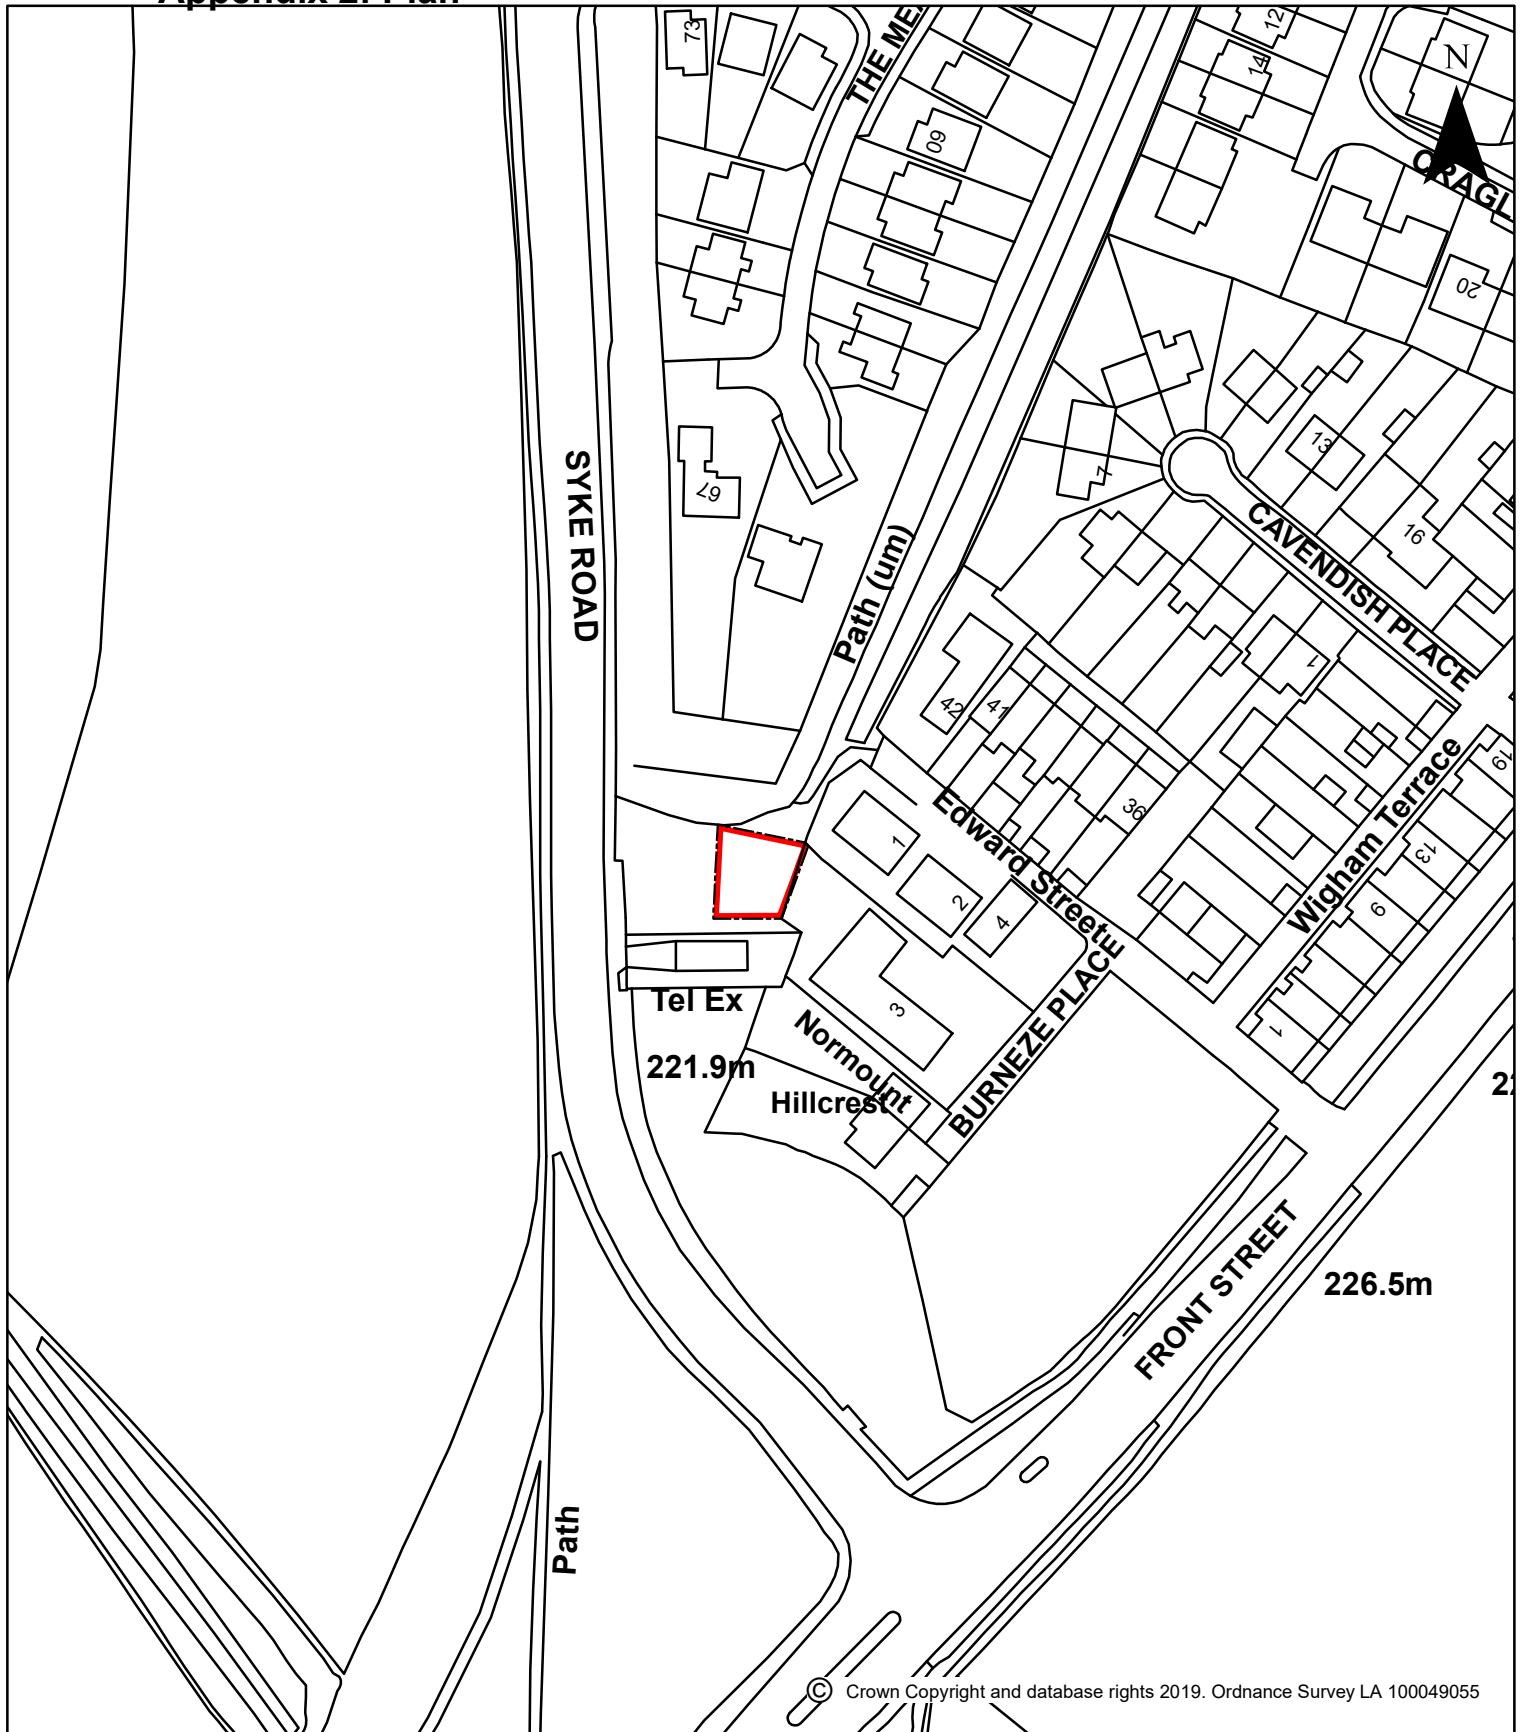 Appendix 2: Plan
73
THE MEA
12
14
N
60
CRAGL
20
67
SYKE ROAD
Path (um)
7
13
16
CAVENDISH PLACE
1
42
41
36
Edward Street
Wigham Terrace
19
13
9
1
1
2
4
3
Tel Ex
221.9m
Normount
Hillcrest
BURNEZE PLACE
22
FRONT STREET
226.5m
Path
© Crown Copyright and database rights 2019. Ordnance Survey LA 100049055